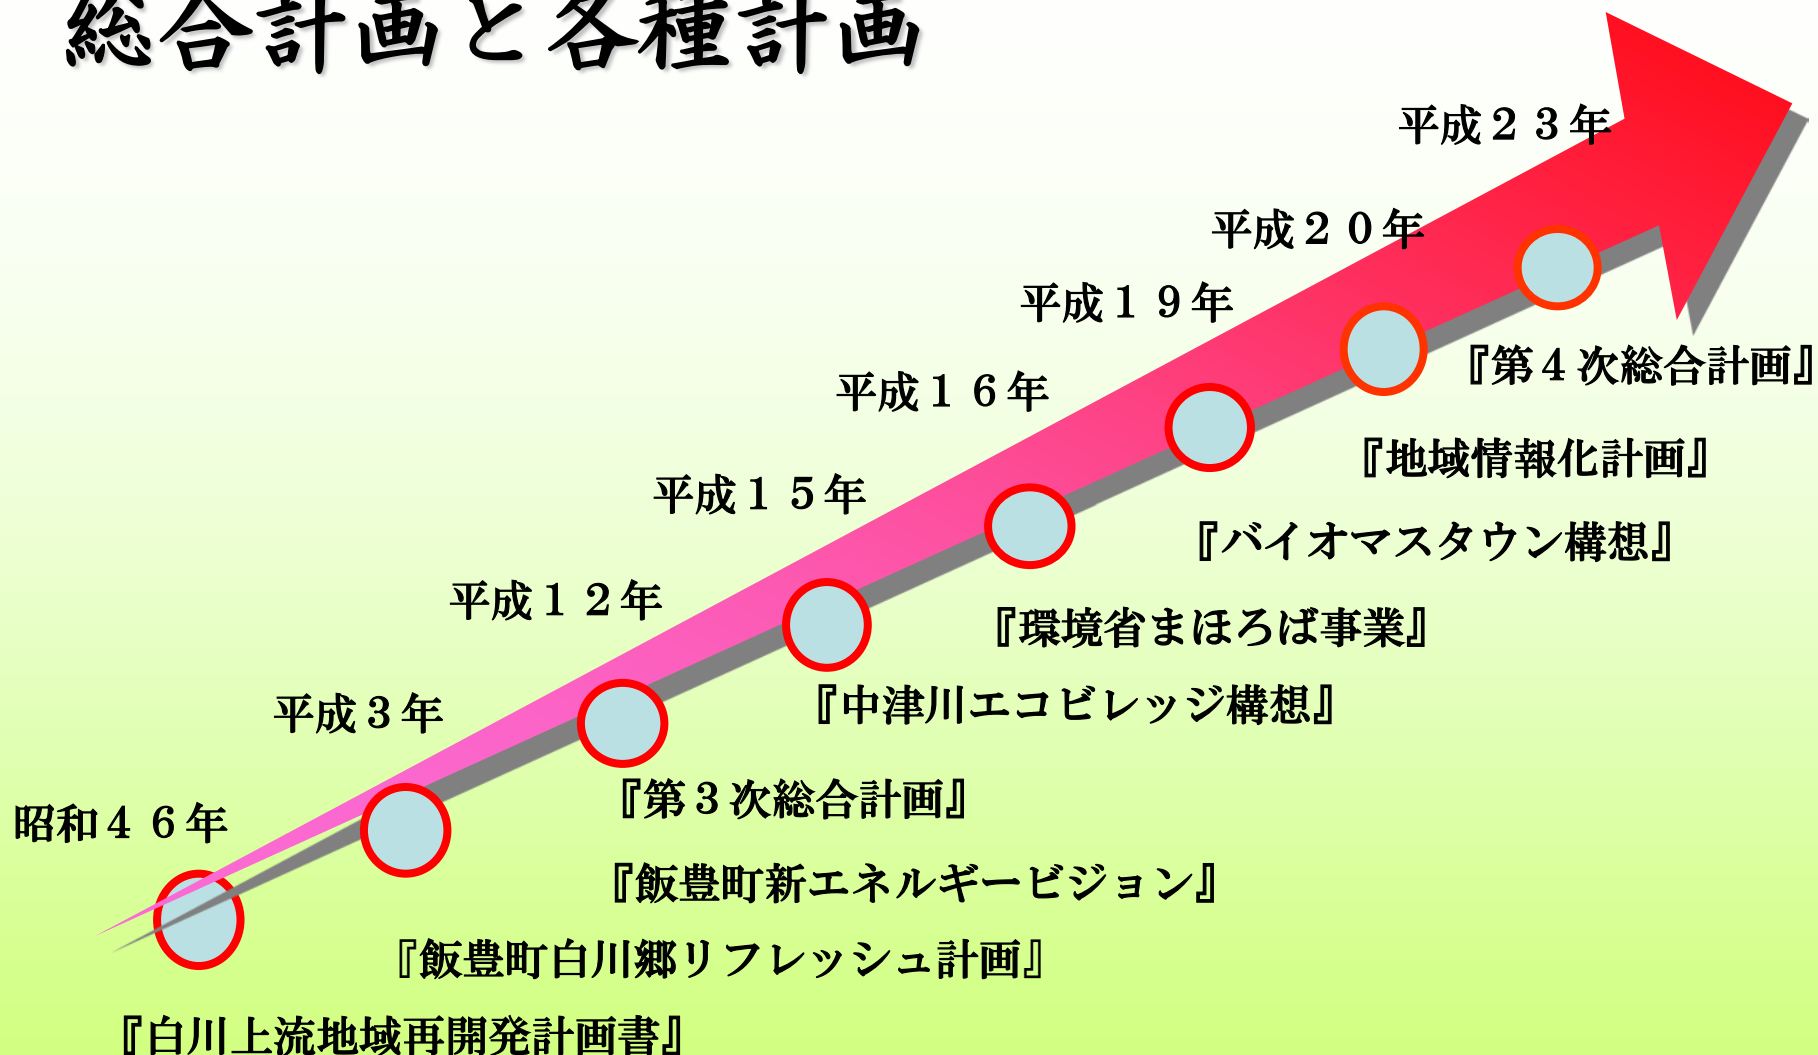 総合計画と各種計画
平成２３年
平成２０年
平成１９年
『第４次総合計画』
平成１６年
『地域情報化計画』
平成１５年
『バイオマスタウン構想』
平成１２年
『環境省まほろば事業』
『中津川エコビレッジ構想』
平成３年
『第３次総合計画』
昭和４６年
『飯豊町新エネルギービジョン』
『飯豊町白川郷リフレッシュ計画』
『白川上流地域再開発計画書』